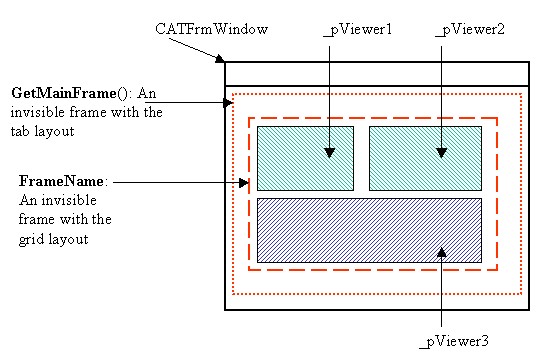 CATFrmWindow
_pViewer1
_pViewer2
GetMainFrame(): An
invisible frame with the
tab layout
FrameName:
An invisible
frame with the
grid layout
_pViewer3